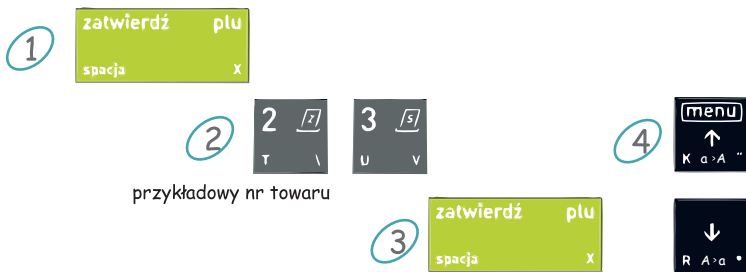 1
zatwierdź plu
spacja X
2
2 Z
T \
3 S
U V
przykładowy nr towaru
3
zatwierdź plu
spacja X
4
menu
↑
K a>A ¨
↓
R A>a •